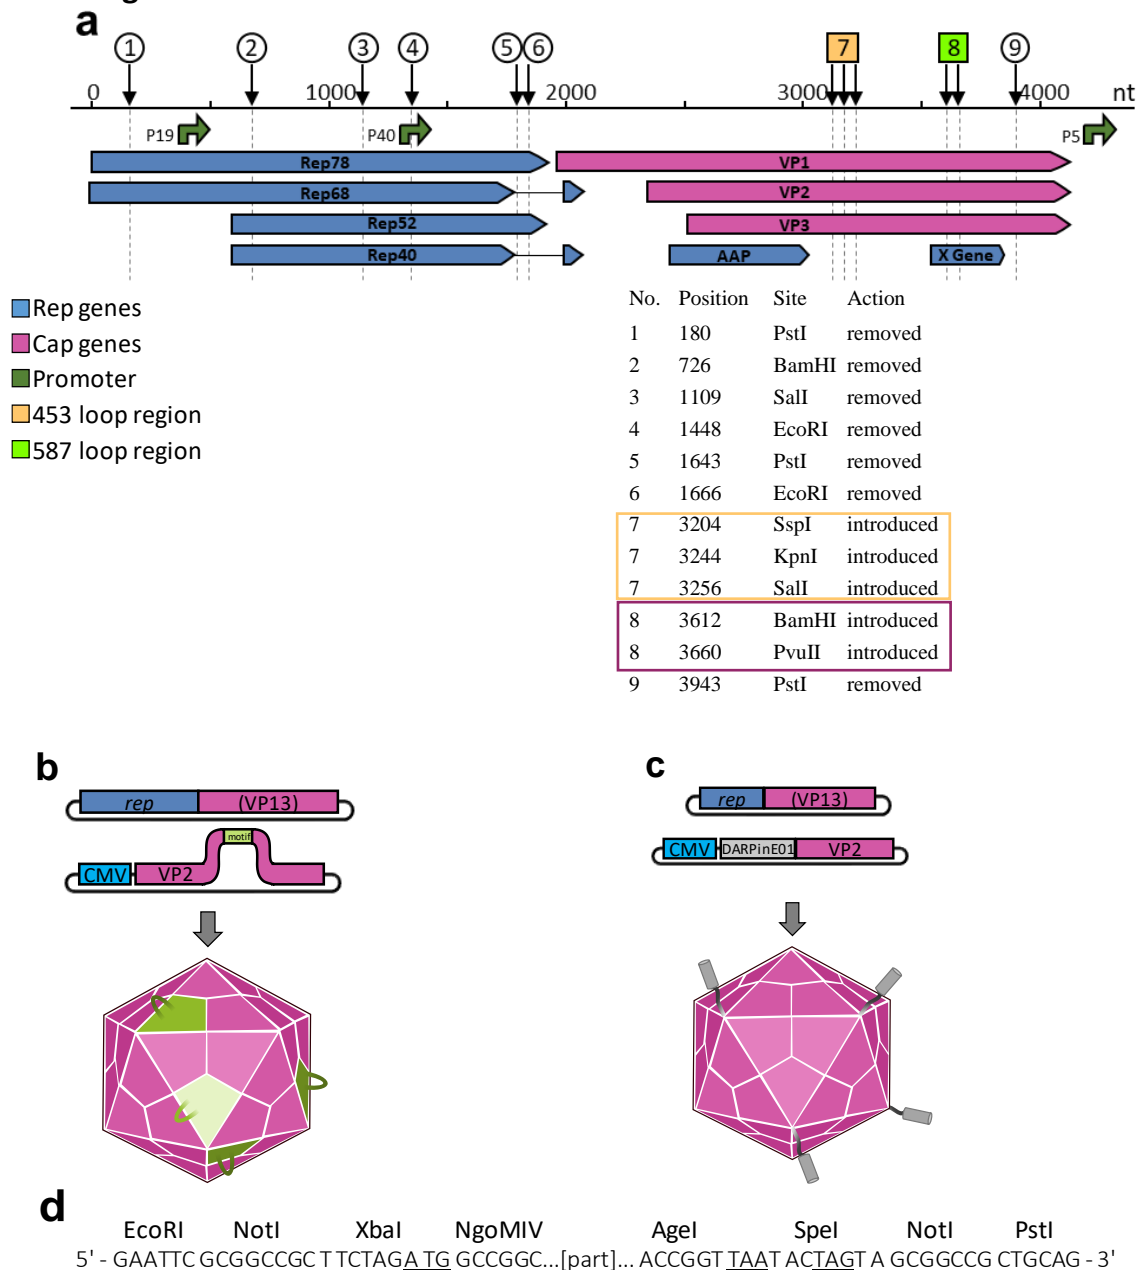 a
1 2 3 4 5 6 7 8 9
0 1000 2000 3000 4000 nt
P19 P40 P5
Rep78 VP1
Rep68 VP2
Rep52 VP3
Rep40 AAP X Gene
Rep genes
Cap genes
Promoter
453 loop region
587 loop region
No. Position Site Action
1 180 PstI removed
2 726 BamHI removed
3 1109 SalI removed
4 1448 EcoRI removed
5 1643 PstI removed
6 1666 EcoRI removed
7 3204 SspI introduced
7 3244 KpnI introduced
7 3256 SalI introduced
8 3612 BamHI introduced
8 3660 PvuII introduced
9 3943 PstI removed
b
rep (VP13)
motif
CMV VP2
c
rep (VP13)
CMV DARPinE01 VP2
d
EcoRI NotI XbaI NgoMIV AgeI SpeI NotI PstI
5' - GAATTC GCGGCCGC T TCTAGA TG GCCGGC...[part]... ACCGGT TAAT ACTAGT A GCGGCCG CTGCAG - 3'